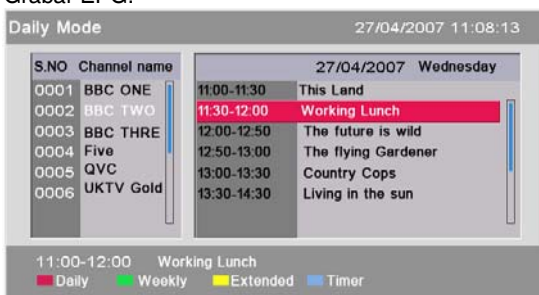 Grabar EPG:
Daily Mode 27/04/2007 11:08:13
S.NO Channel name 27/04/2007 Wednesday
0001 BBC ONE 11:00-11:30 This Land
0002 BBC TWO 11:30-12:00 Working Lunch
0003 BBC THRE 12:00-12:50 The future is wild
0004 Five 12:50-13:00 The flying Gardener
0005 QVC 13:00-13:30 Country Cops
0006 UKTV Gold 13:30-14:30 Living in the sun
11:00-12:00 Working Lunch
Daily Weekly Extended Timer